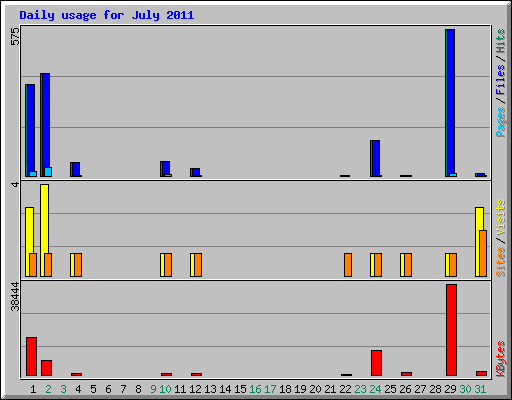 Daily usage for July 2011
575
Pages / Files / Hits
4
Sites / Visits
38444
KBytes
1 2 3 4 5 6 7 8 9 10 11 12 13 14 15 16 17 18 19 20 21 22 23 24 25 26 27 28 29 30 31